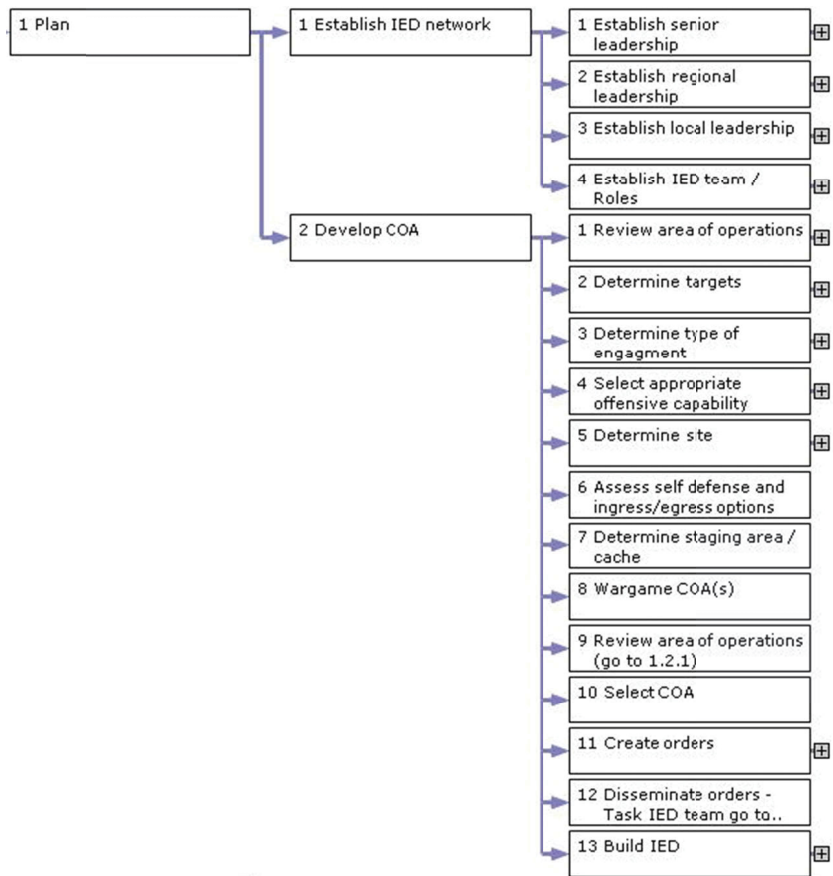 1 Plan
1 Establish IED network
1 Establish senior
leadership
2 Establish regional
leadership
3 Establish local leadership
4 Establish IED team /
Roles
2 Develop COA
1 Review area of operations
2 Determine targets
3 Determine type of
engagment
4 Select appropriate
offensive capability
5 Determine site
6 Assess self defense and
ingress/egress options
7 Determine staging area /
cache
8 Wargame COA(s)
9 Review area of operations
(go to 1.2.1)
10 Select COA
11 Create orders
12 Disseminate orders -
Task IED team go to..
13 Build IED